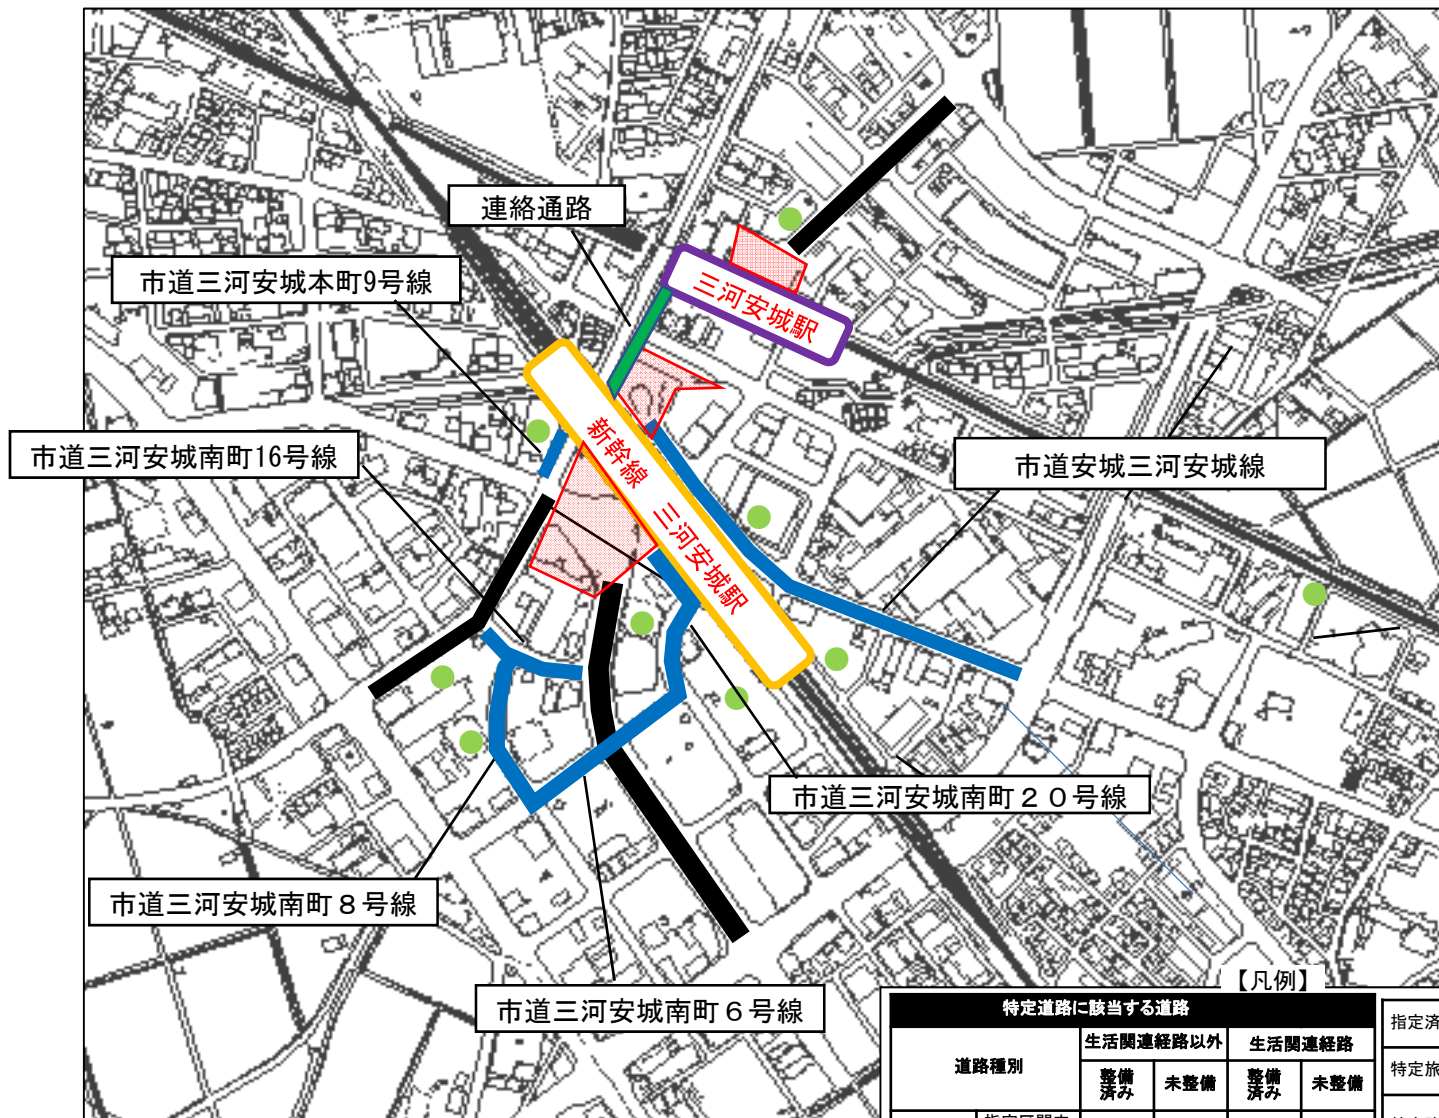 連絡通路
市道三河安城本町9号線
三河安城駅
市道三河安城南町16号線
新幹線　三河安城駅
市道安城三河安城線
市道三河安城南町２０号線
市道三河安城南町８号線
市道三河安城南町６号線
【凡例】
特定道路に該当する道路
道路種別
生活関連経路以外
生活関連経路
整備済み
未整備
整備済み
未整備
指定済
特定旅